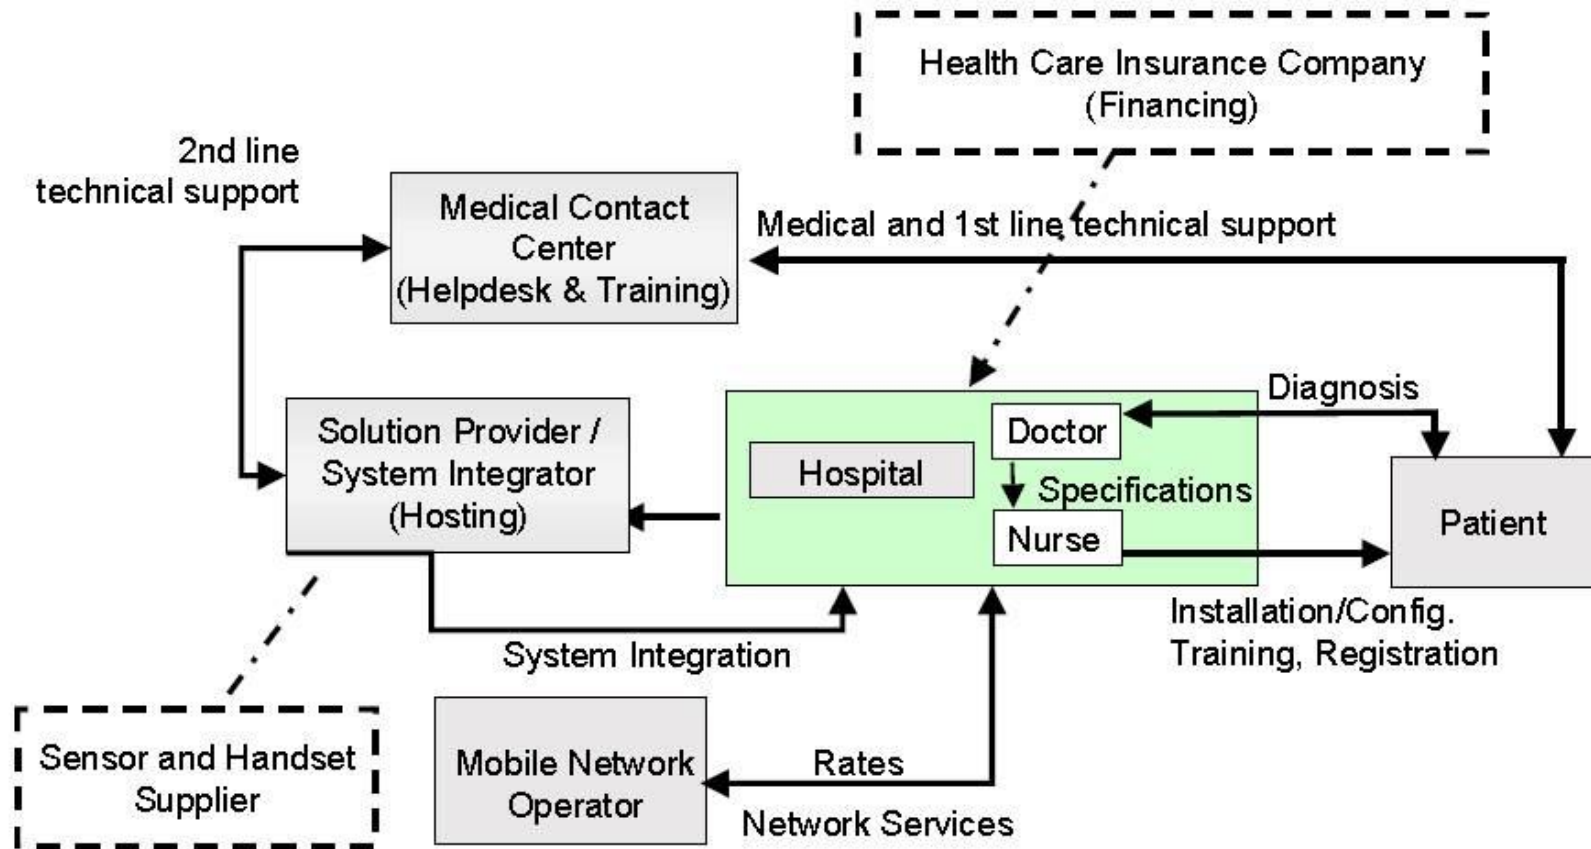 Health Care Insurance Company
(Financing)
2nd line
technical support
Medical Contact
Center
(Helpdesk & Training)
Medical and 1st line technical support
Diagnosis
Solution Provider /
System Integrator
(Hosting)
Hospital
Doctor
Specifications
Nurse
Patient
Installation/Config.
Training, Registration
System Integration
Sensor and Handset
Supplier
Mobile Network
Operator
Rates
Network Services